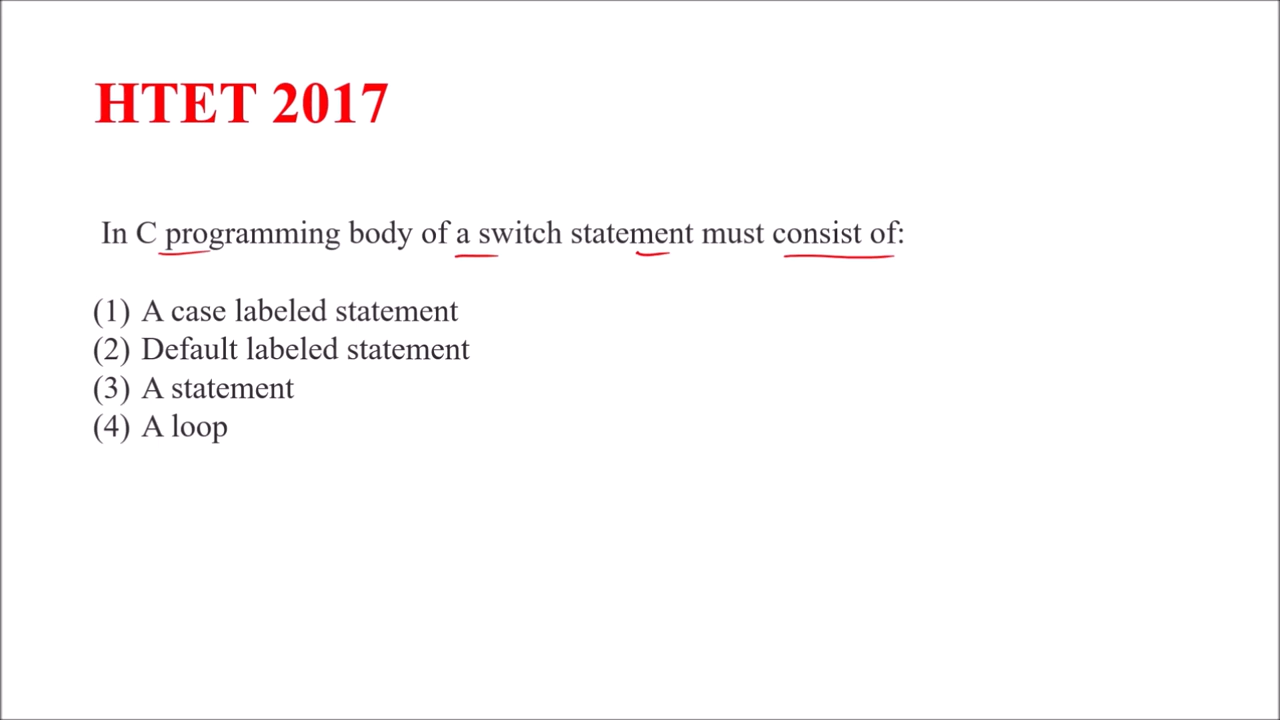 HTET 2017
In C programming body of a switch statement must consist of:
(1) A case labeled statement
(2) Default labeled statement
(3) A statement
(4) A loop